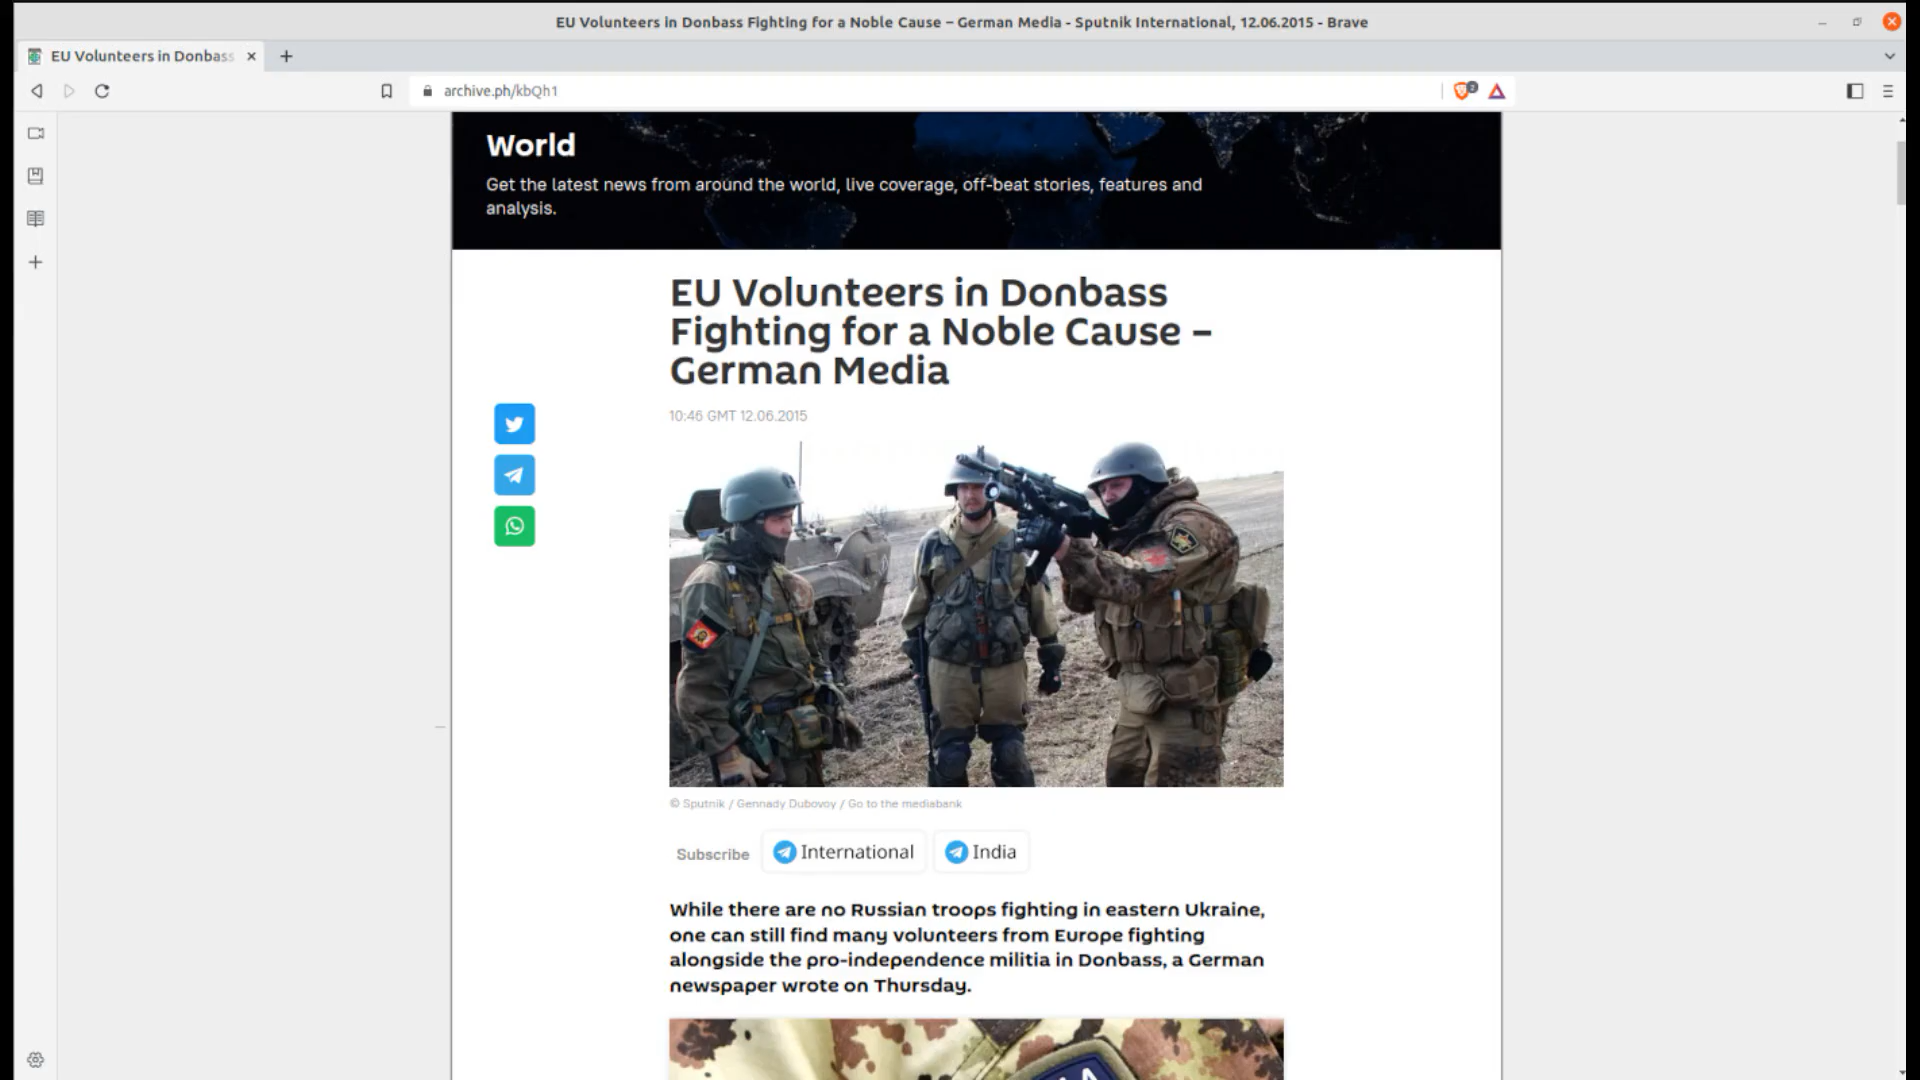 EU Volunteers in Donbass Fighting for a Noble Cause – German Media - Sputnik International, 12.06.2015 - Brave
EU Volunteers in Donbass
archive.ph/kbQh1
2
World
Get the latest news from around the world, live coverage, off-beat stories, features and
analysis.
EU Volunteers in Donbass
Fighting for a Noble Cause –
German Media
10:46 GMT 12.06.2015
© Sputnik / Gennady Dubovoy / Go to the mediabank
Subscribe International India
While there are no Russian troops fighting in eastern Ukraine,
one can still find many volunteers from Europe fighting
alongside the pro-independence militia in Donbass, a German
newspaper wrote on Thursday.